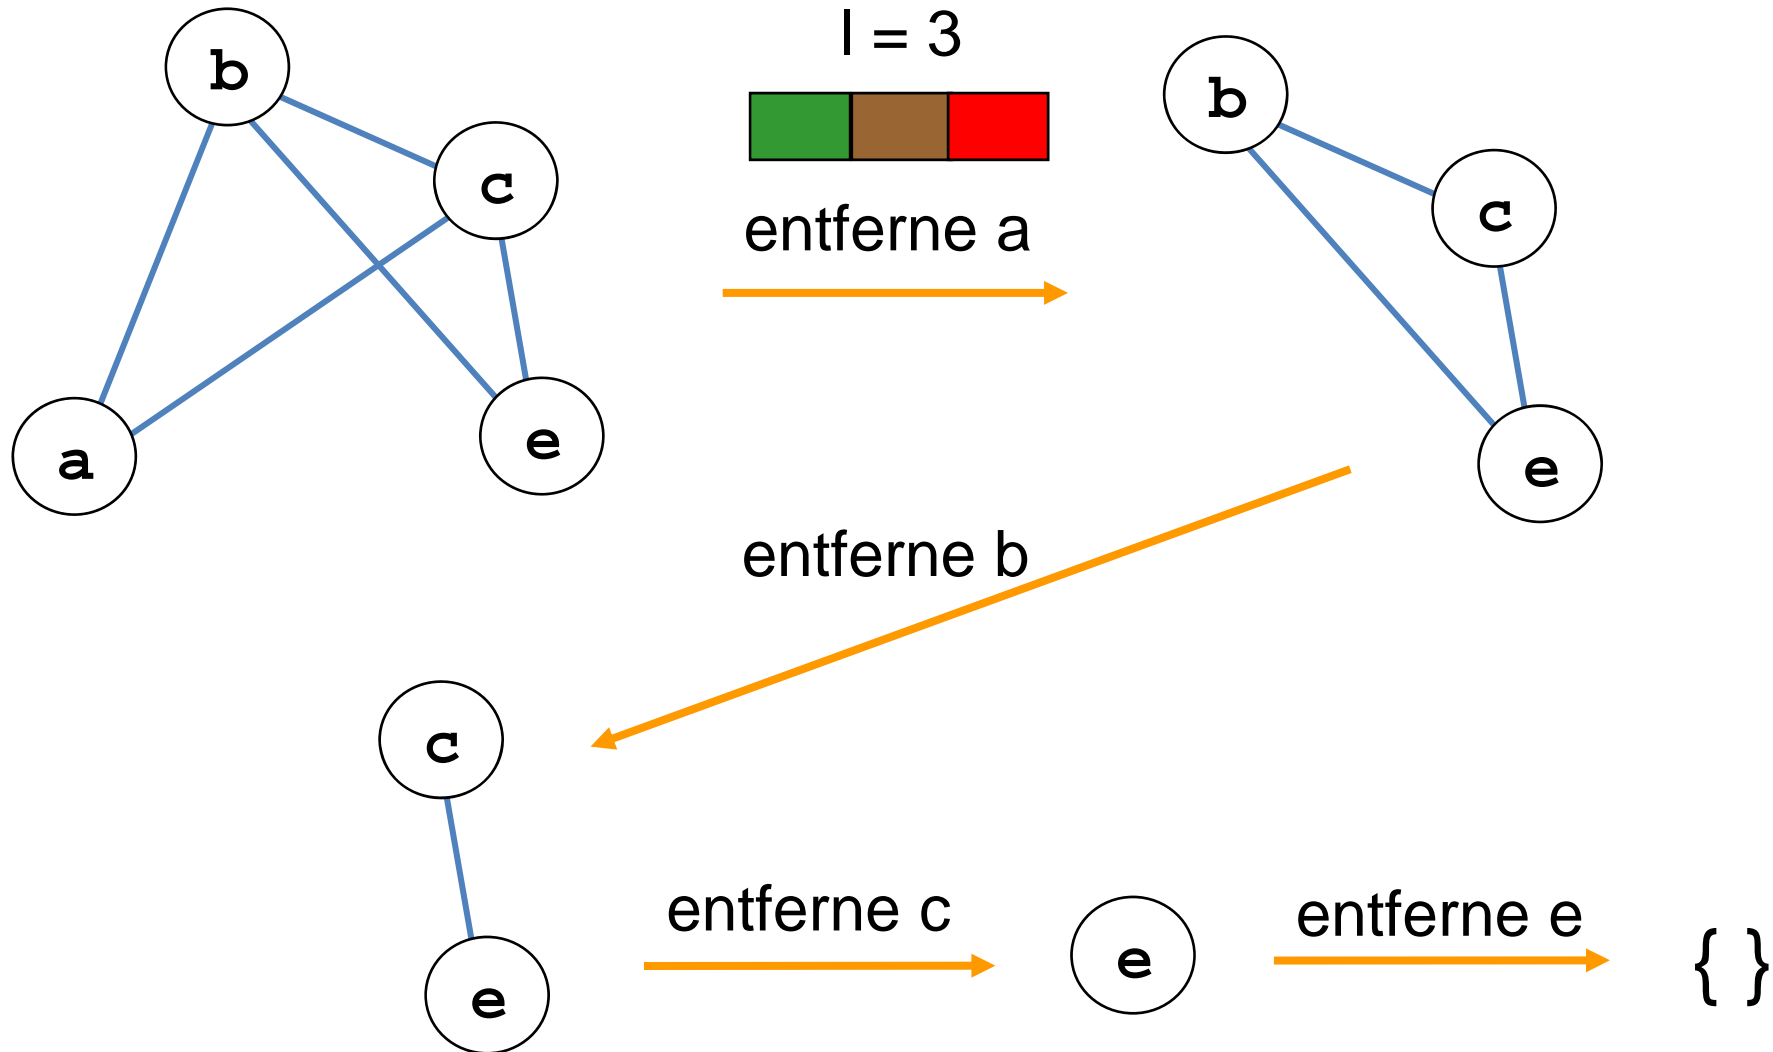 b
c
a
e
l = 3
entferne a
b
c
e
entferne b
c
e
entferne c
e
entferne e
{ }